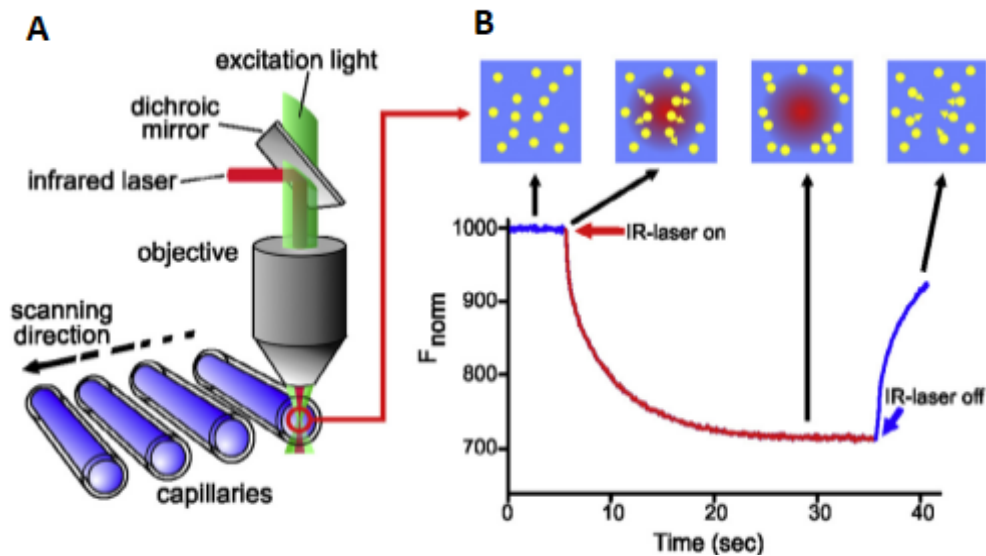 A
excitation light
dichroic
mirror
infrared laser
objective
scanning
direction
capillaries
B
1000
900
800
700
F norm
IR-laser on
IR-laser off
0
10
20
30
40
Time (sec)